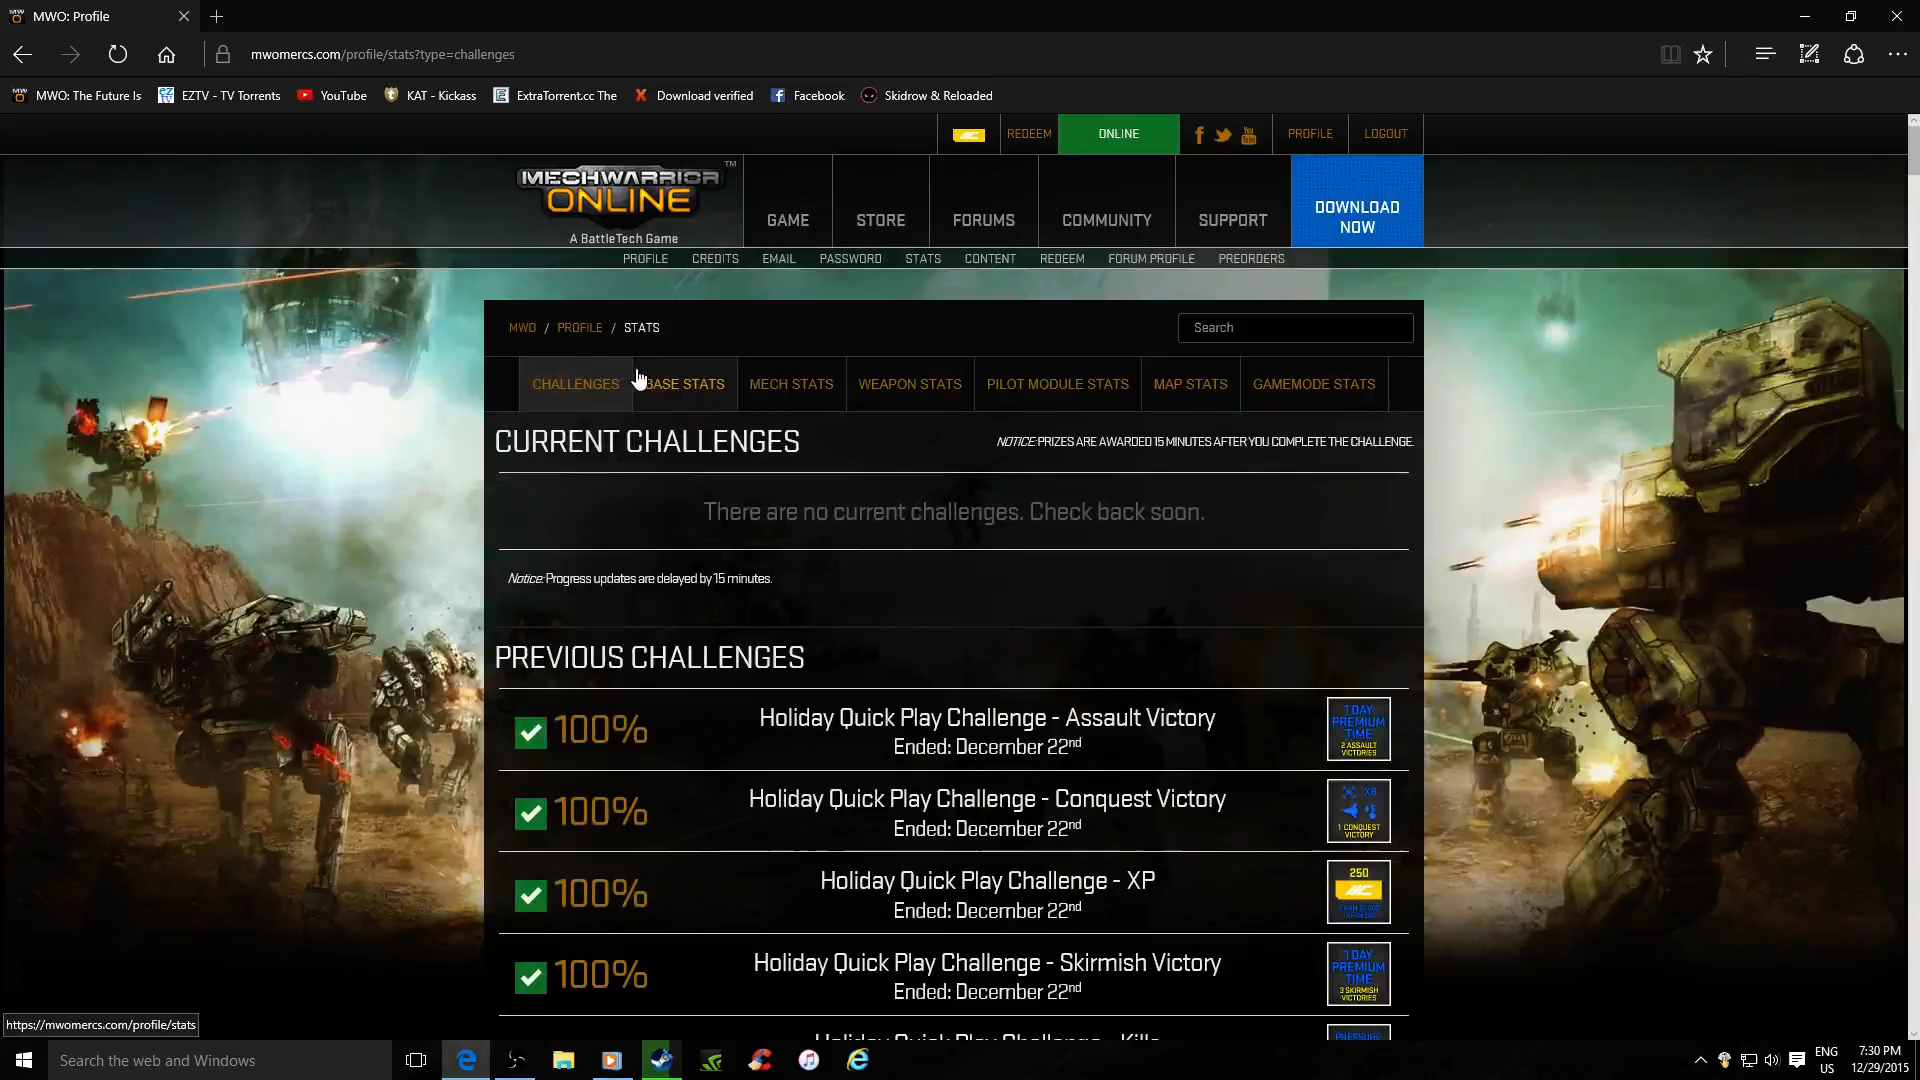 MWO: Profile
mwomercs.com/profile/stats?type=challenges
MWO: The Future Is
EZTV - TV Torrents
YouTube
KAT - Kickass
ExtraTorrent.cc The
Download verified
Facebook
Skidrow & Reloaded
REDEEM
ONLINE
PROFILE
LOGOUT
MECHWARRIOR TM
ONLINE
A BattleTech Game
GAME
STORE
FORUMS
COMMUNITY
SUPPORT
DOWNLOAD
NOW
PROFILE CREDITS EMAIL PASSWORD STATS CONTENT REDEEM FORUM PROFILE PREORDERS
MWO / PROFILE / STATS
Search
CHALLENGES BASE STATS MECH STATS WEAPON STATS PILOT MODULE STATS MAP STATS GAMEMODE STATS
CURRENT CHALLENGES
NOTICE: PRIZES ARE AWARDED 15 MINUTES AFTER YOU COMPLETE THE CHALLENGE.
There are no current challenges. Check back soon.
Notice: Progress updates are delayed by 15 minutes.
PREVIOUS CHALLENGES
100%
Holiday Quick Play Challenge - Assault Victory
Ended: December 22nd
1 DAY
PREMIUM
TIME
2 ASSAULT
VICTORIES
100%
Holiday Quick Play Challenge - Conquest Victory
Ended: December 22nd
X8
1 CONQUEST
VICTORY
100%
Holiday Quick Play Challenge - XP
Ended: December 22nd
250
MC
100%
Holiday Quick Play Challenge - Skirmish Victory
Ended: December 22nd
1 DAY
PREMIUM
TIME
3 SKIRMISH
VICTORIES
Holiday Quick Play Challenge - Kills
PRESSURE
https://mwomercs.com/profile/stats
Search the web and Windows
ENG
US
7:30 PM
12/29/2015